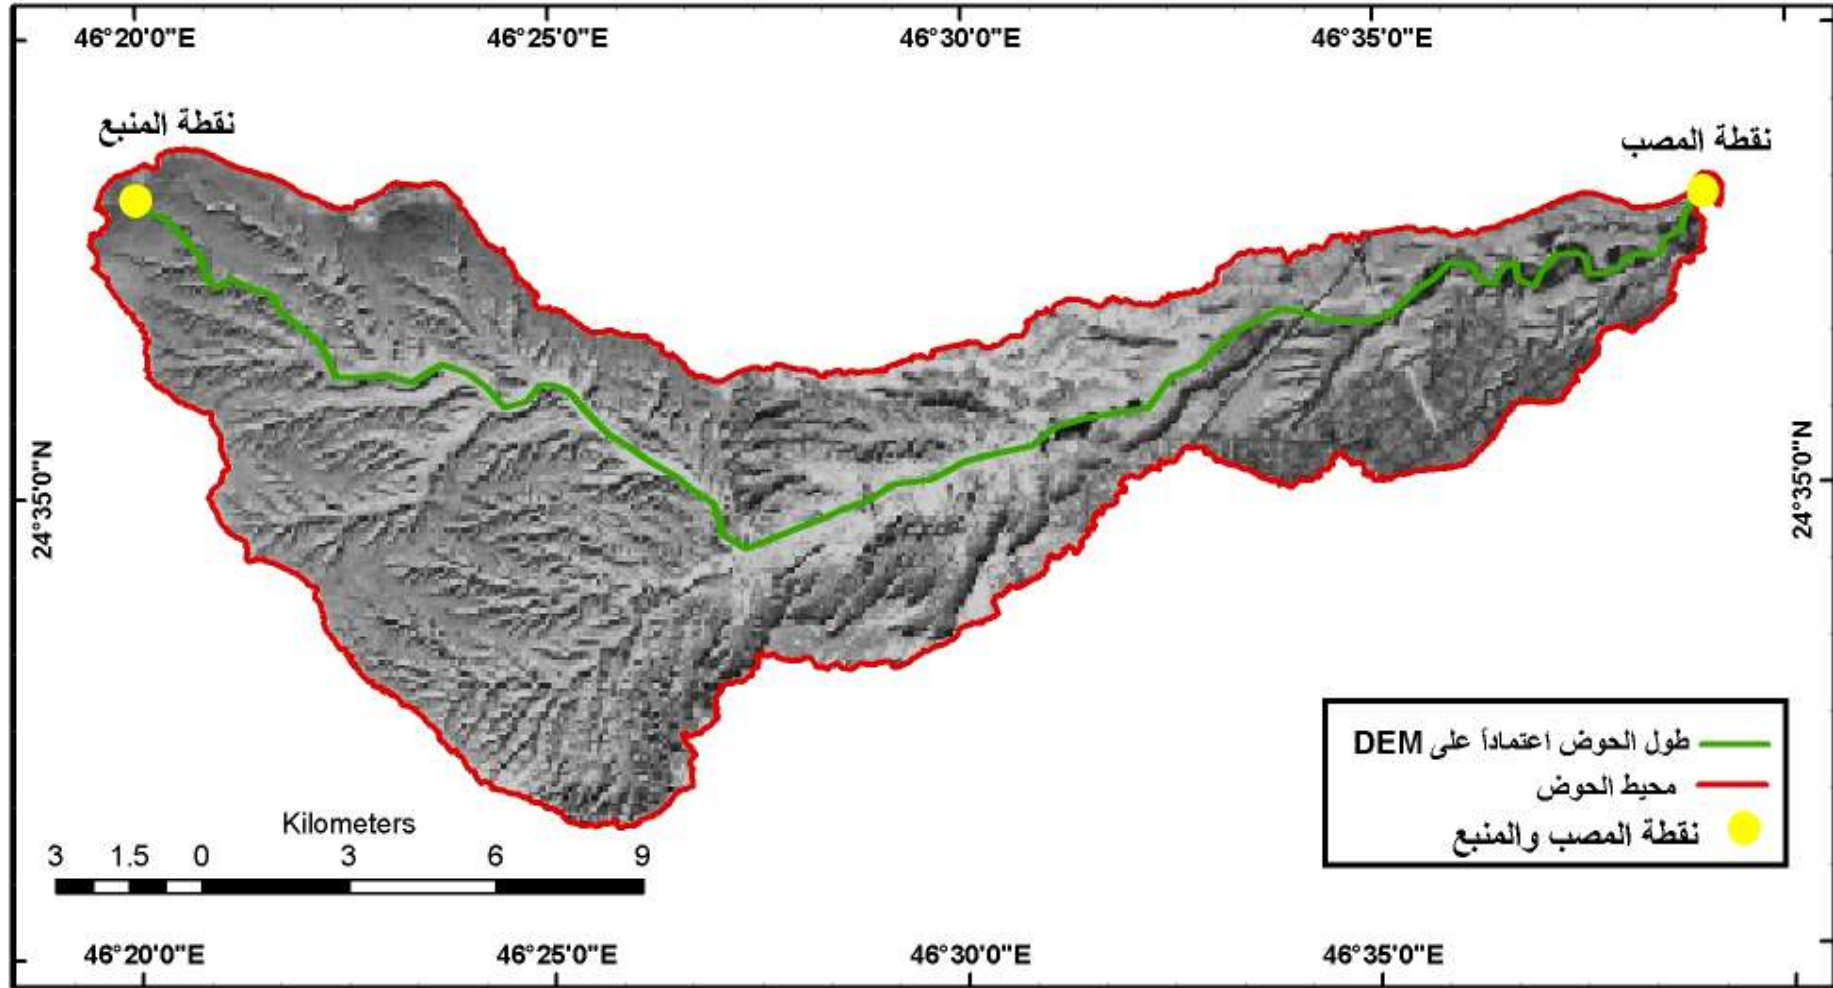 46°20'0"E 46°25'0"E 46°30'0"E 46°35'0"E
نقطة المنبع
نقطة المصب
24°35'0"N
24°35'0"N
طول الحوض اعتماداً على DEM
محيط الحوض
نقطة المصب والمنبع
Kilometers
3 1.5 0 3 6 9
46°20'0"E 46°25'0"E 46°30'0"E 46°35'0"E